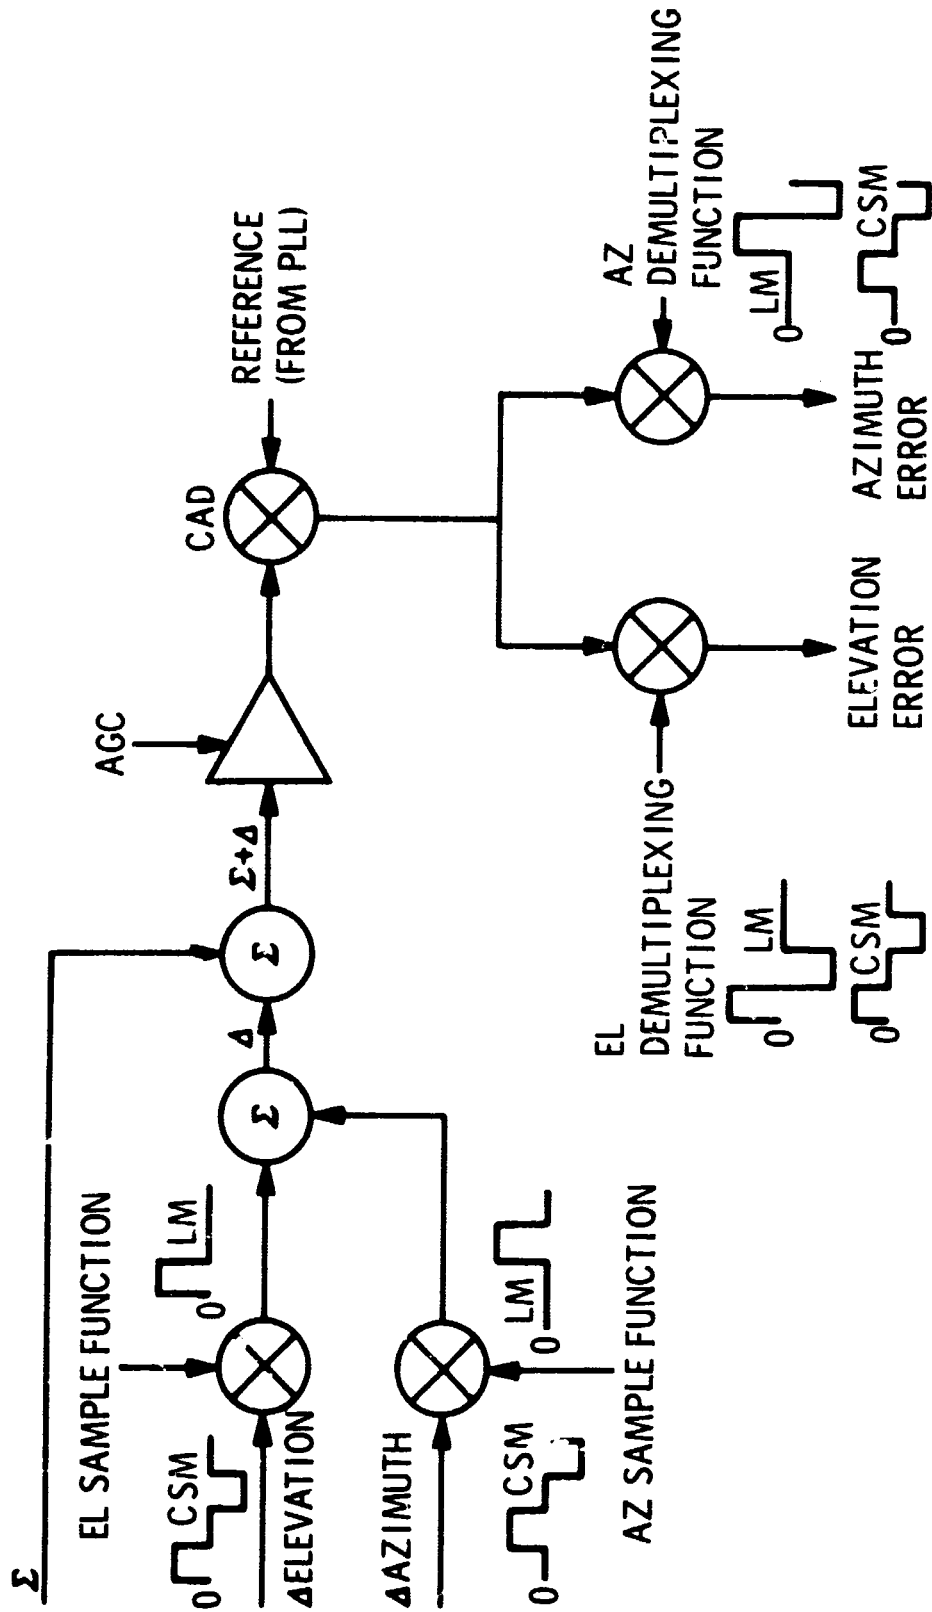 Σ
EL SAMPLE FUNCTION
0
CSM
0
LM
ΔELEVATION
ΔAZIMUTH
0
CSM
0
LM
AZ SAMPLE FUNCTION
Σ
Δ
Σ
Σ+Δ
AGC
CAD
REFERENCE
(FROM PLL)
EL
DEMULTIPLEXING
FUNCTION
0
LM
0
CSM
ELEVATION
ERROR
AZ
DEMULTIPLEXING
FUNCTION
LM
0
0
CSM
AZIMUTH
ERROR